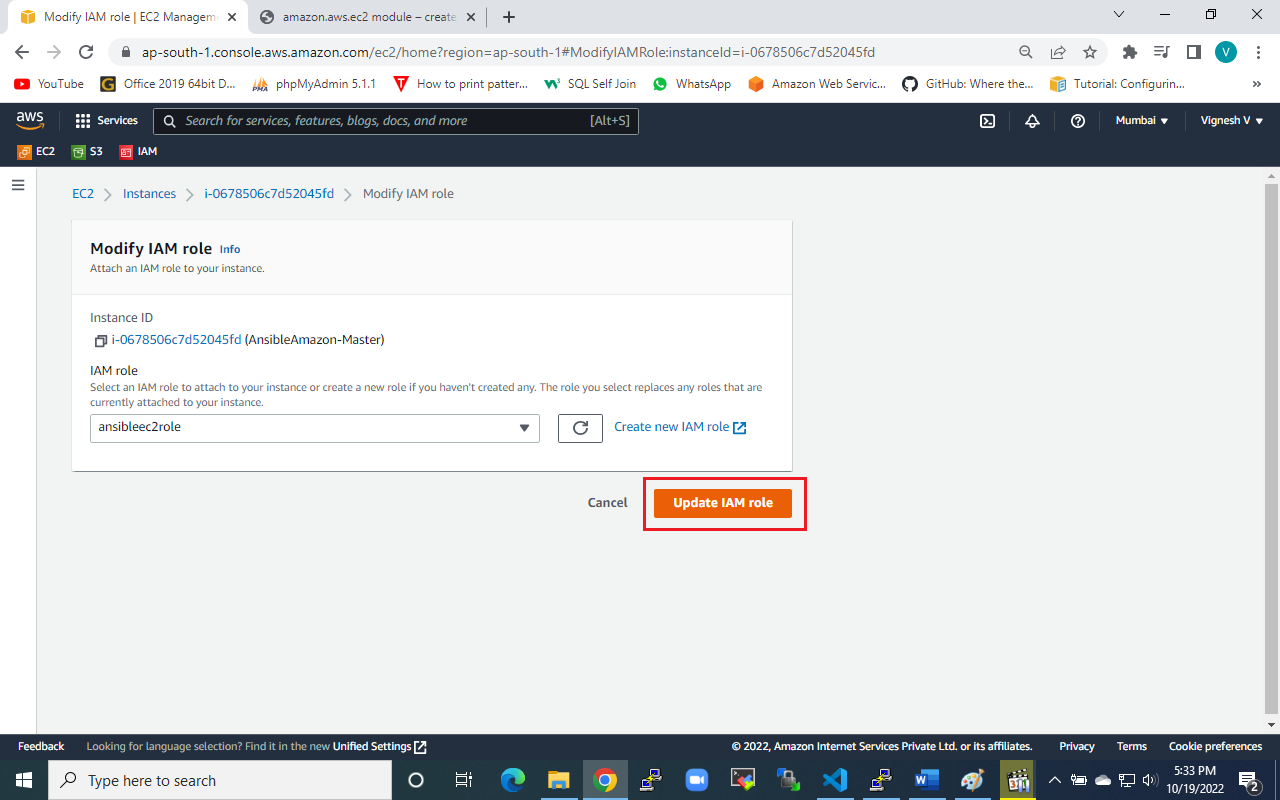 Modify IAM role | EC2 Managem
amazon.aws.ec2 module – create
ap-south-1.console.aws.amazon.com/ec2/home?region=ap-south-1#ModifyIAMRole:instanceId=i-0678506c7d52045fd
V
YouTube
Office 2019 64bit D...
phpMyAdmin 5.1.1
How to print patter...
SQL Self Join
WhatsApp
Amazon Web Servic...
GitHub: Where the...
Tutorial: Configurin...
»
aws
Services
Search for services, features, blogs, docs, and more
[Alt+S]
Mumbai
Vignesh V
EC2
S3
IAM
EC2
Instances
i-0678506c7d52045fd
Modify IAM role
Modify IAM role Info
Attach an IAM role to your instance.
Instance ID
i-0678506c7d52045fd (AnsibleAmazon-Master)
IAM role
Select an IAM role to attach to your instance or create a new role if you haven't created any. The role you select replaces any roles that are
currently attached to your instance.
ansibleec2role
Create new IAM role
Cancel
Update IAM role
Feedback
Looking for language selection? Find it in the new Unified Settings
© 2022, Amazon Internet Services Private Ltd. or its affiliates.
Privacy
Terms
Cookie preferences
Type here to search
5:33 PM
10/19/2022
2